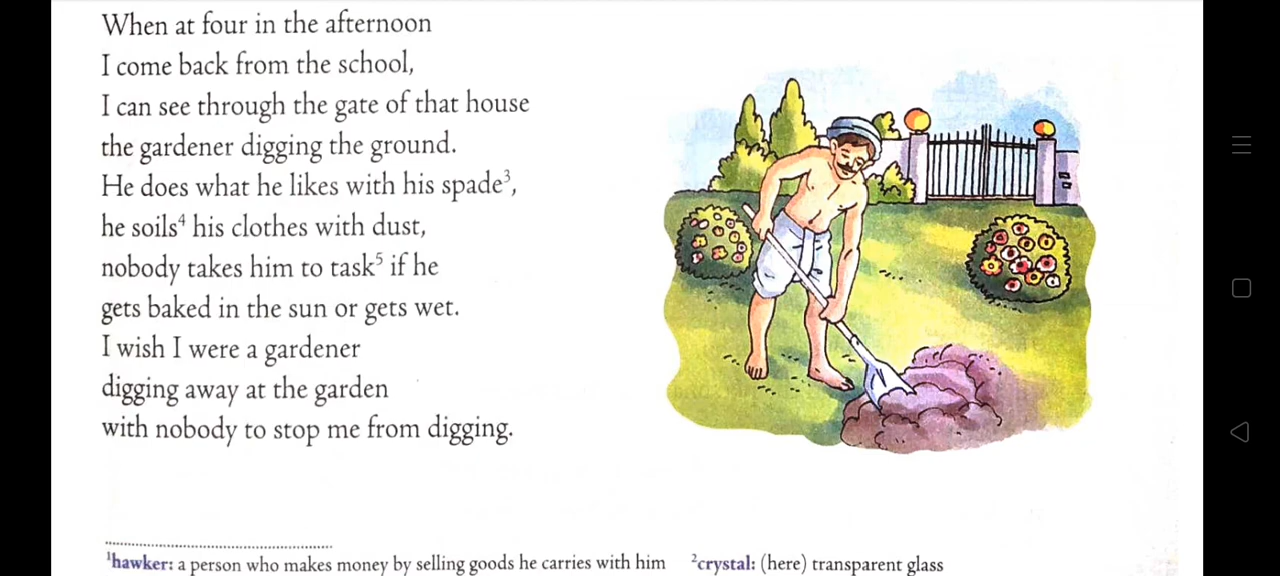 When at four in the afternoon
I come back from the school,
I can see through the gate of that house
the gardener digging the ground.
He does what he likes with his spade³,
he soils⁴ his clothes with dust,
nobody takes him to task⁵ if he
gets baked in the sun or gets wet.
I wish I were a gardener
digging away at the garden
with nobody to stop me from digging.
¹hawker: a person who makes money by selling goods he carries with him ²crystal: (here) transparent glass